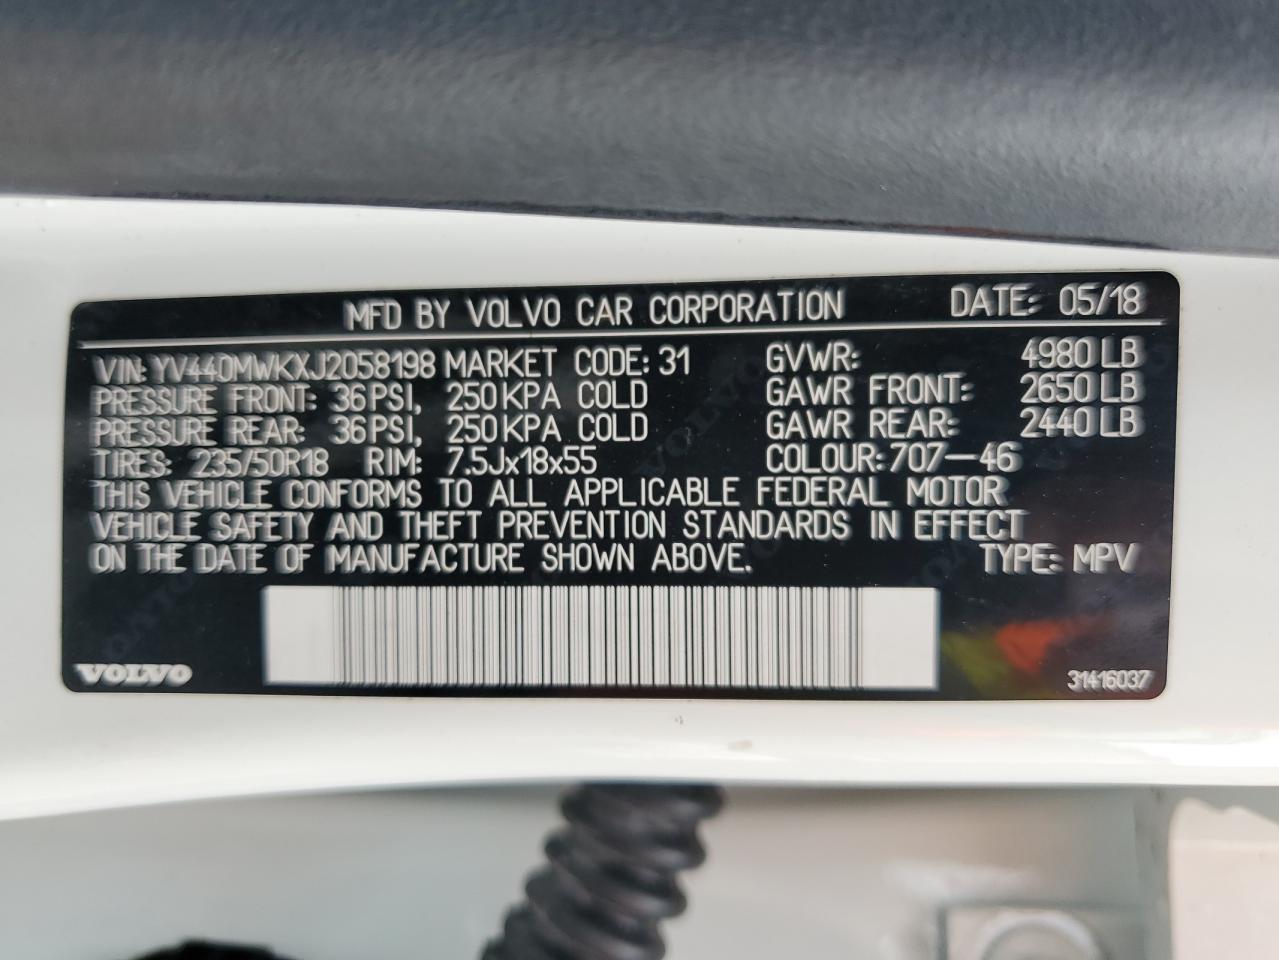 MFD BY VOLVO CAR CORPORATION DATE: 05/18
VIN: YV440MWKXJ2058198 MARKET CODE: 31 GVWR: 4980 LB
PRESSURE FRONT: 36 PSI, 250 KPA COLD GAWR FRONT: 2650 LB
PRESSURE REAR: 36 PSI, 250 KPA COLD GAWR REAR: 2440 LB
TIRES: 235/50R18 RIM: 7.5Jx18x55 COLOUR: 707-46
THIS VEHICLE CONFORMS TO ALL APPLICABLE FEDERAL MOTOR
VEHICLE SAFETY AND THEFT PREVENTION STANDARDS IN EFFECT
ON THE DATE OF MANUFACTURE SHOWN ABOVE. TYPE: MPV
VOLVO 31416037